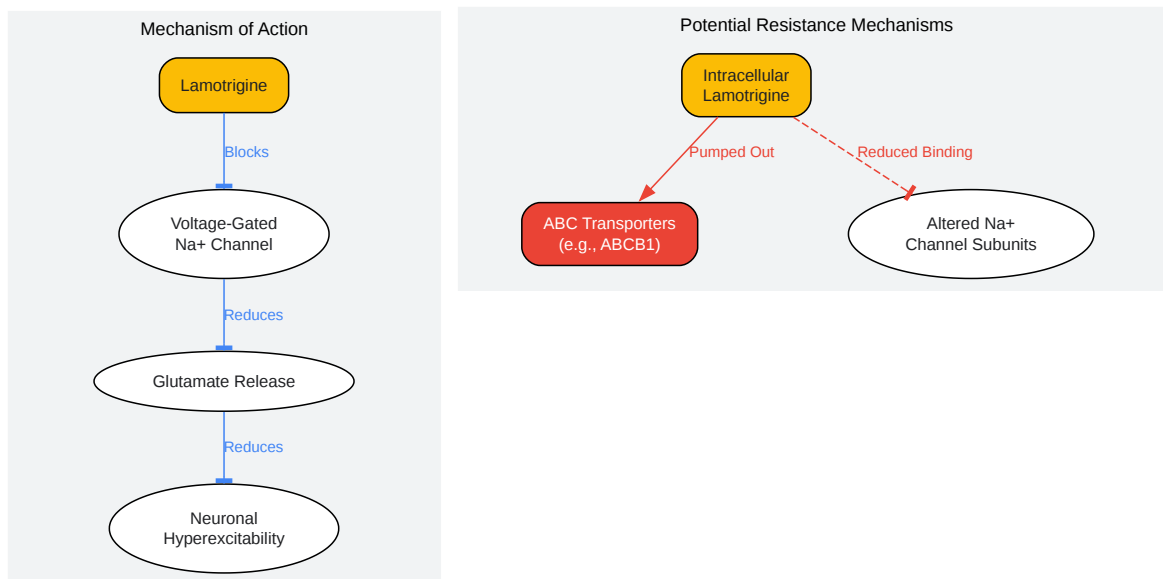 Mechanism of Action
Lamotrigine
Blocks
Voltage-Gated
Na+ Channel
Reduces
Glutamate Release
Reduces
Neuronal
Hyperexcitability
Potential Resistance Mechanisms
Intracellular
Lamotrigine
Pumped Out
Reduced Binding
ABC Transporters
(e.g., ABCB1)
Altered Na+
Channel Subunits